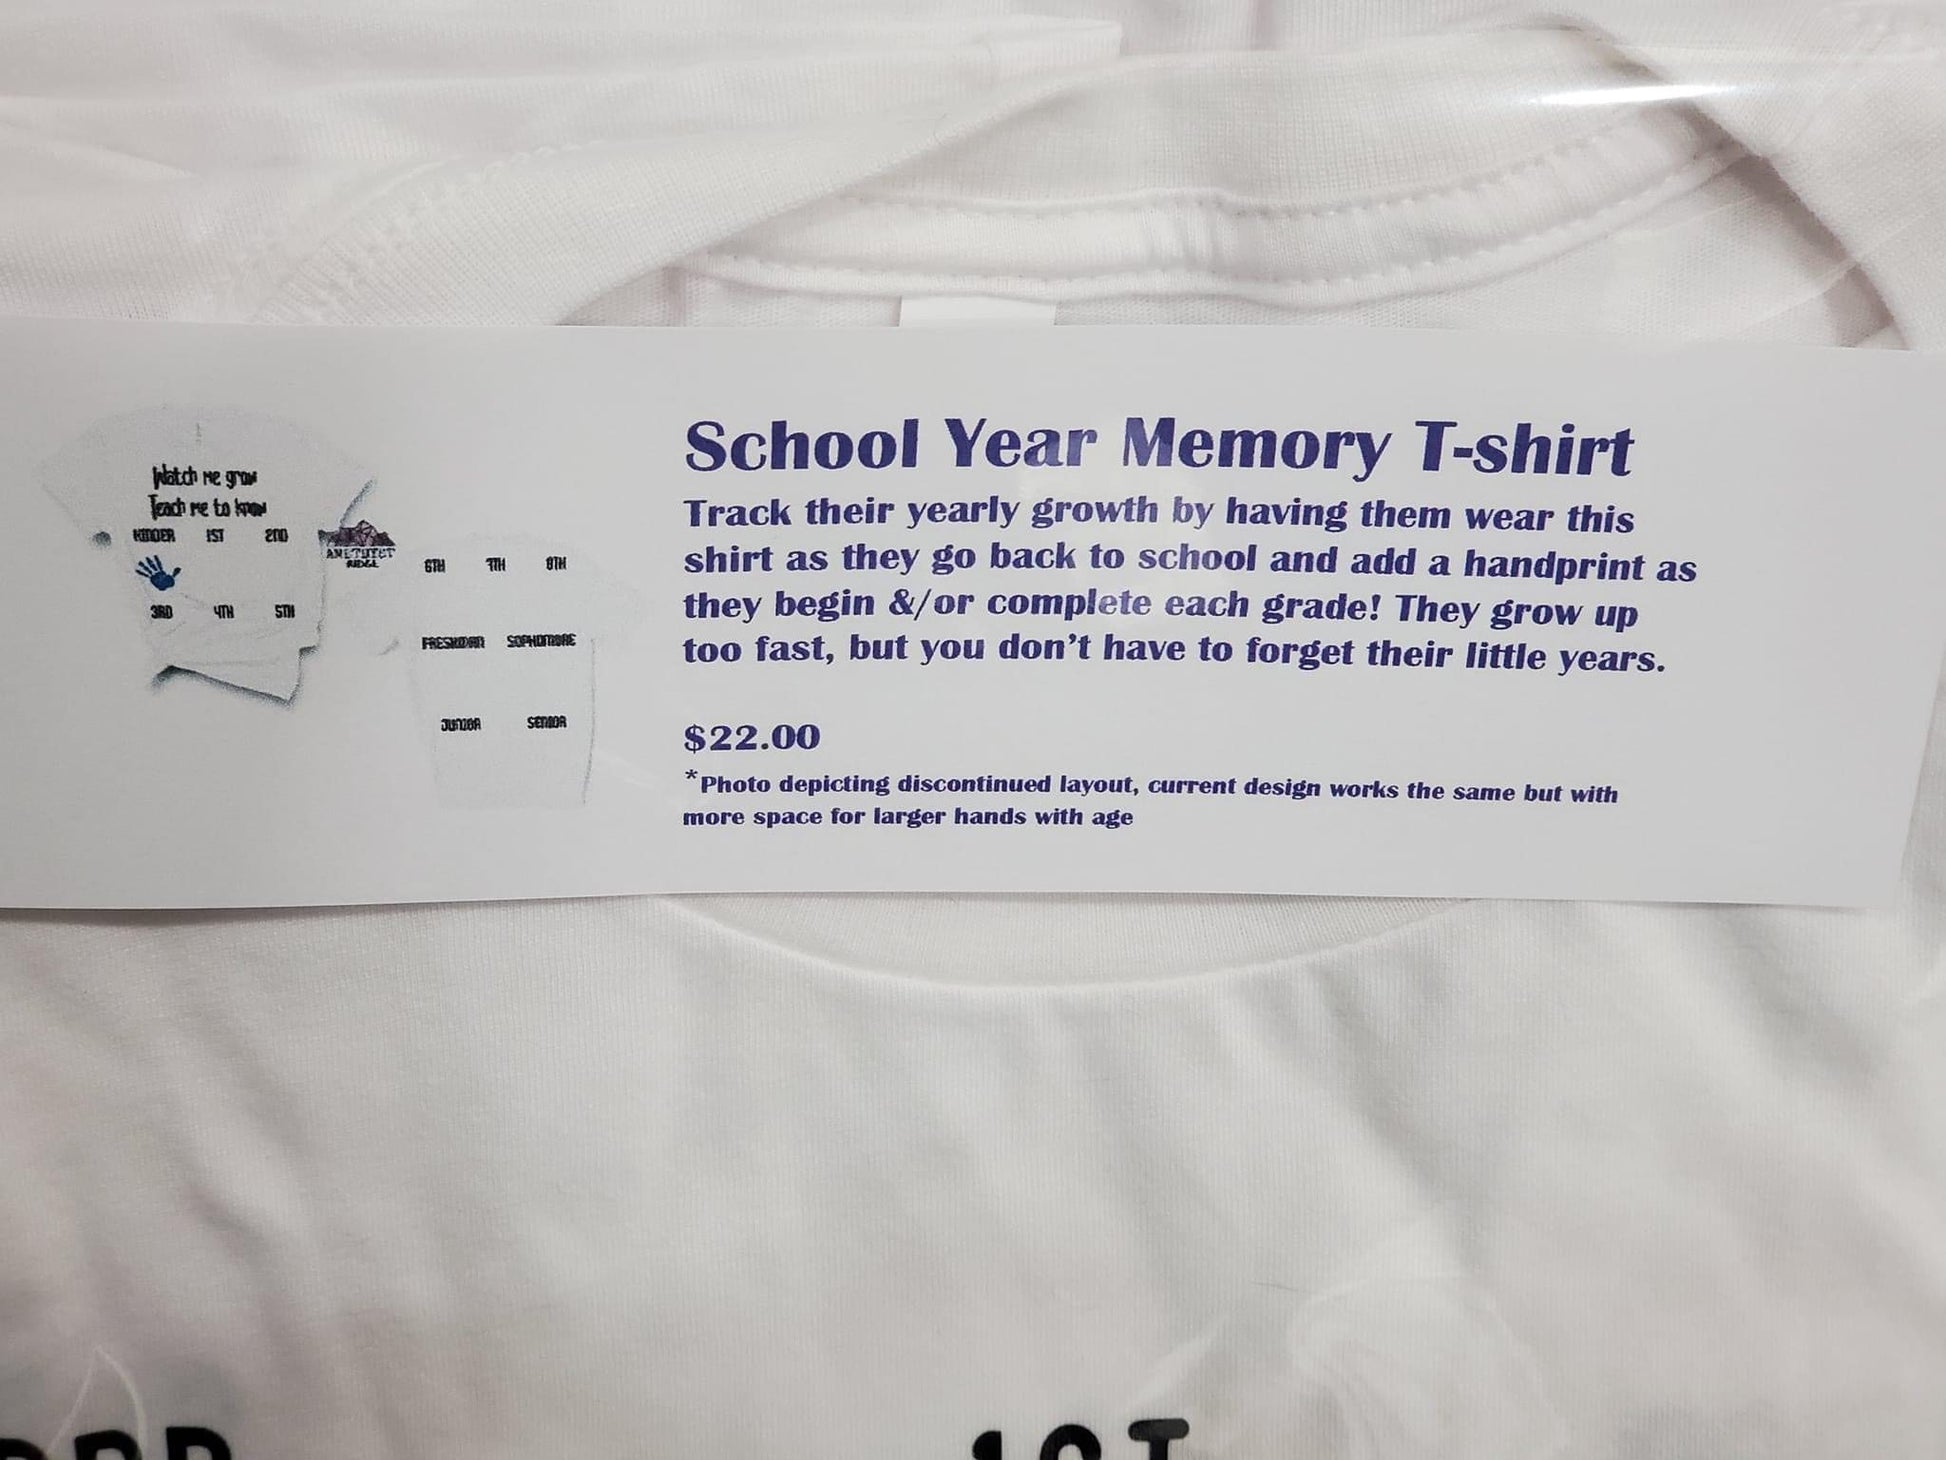 School Year Memory T-shirt
Track their yearly growth by having them wear this
shirt as they go back to school and add a handprint as
they begin &/or complete each grade! They grow up
too fast, but you don't have to forget their little years.
$22.00
*Photo depicting discontinued layout, current design works the same but with
more space for larger hands with age
Watch me grow
Teach me to know
KINDER 1ST 2ND
3RD 4TH 5TH
AMETHYST
RIDGE
6TH 7TH 8TH
FRESHMAN SOPHOMORE
JUNIOR SENIOR
1ST